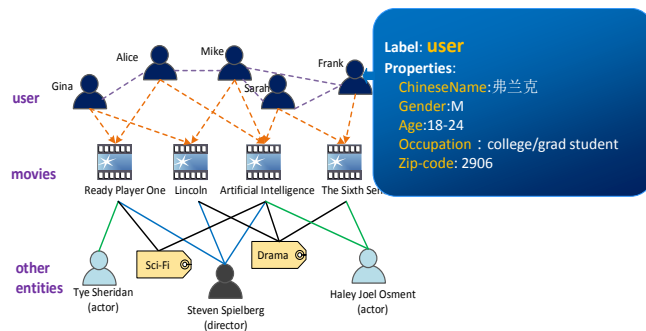 Alice
Mike
Frank
Gina
Sarah
user
Label: user
Properties:
ChineseName:弗兰克
Gender:M
Age:18-24
Occupation：college/grad student
Zip-code: 2906
movies
Ready Player One
Lincoln
Artificial Intelligence
The Sixth
other
entities
Sci-Fi
Drama
Tye Sheridan
(actor)
Steven Spielberg
(director)
Haley Joel Osment
(actor)